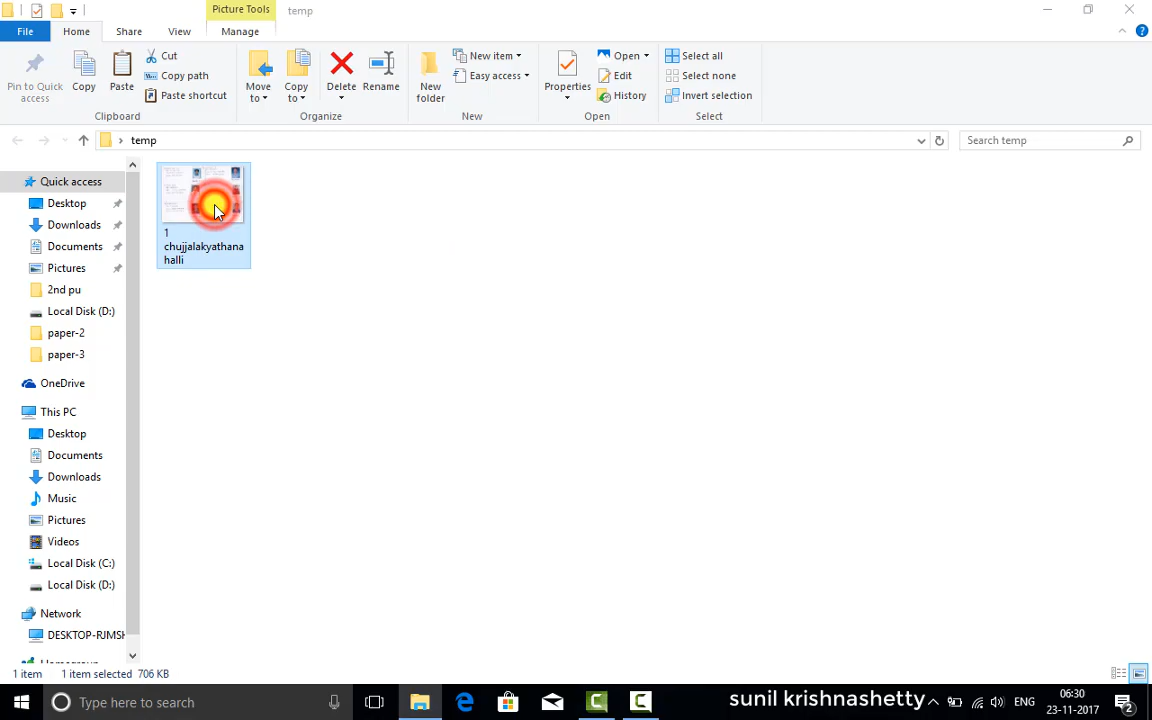 Picture Tools
temp
File
Home
Share
View
Manage
Pin to Quick access
Copy
Paste
Cut
Copy path
Paste shortcut
Clipboard
Move to
Copy to
Delete
Rename
Organize
New folder
New item
Easy access
New
Properties
Open
Edit
History
Open
Select all
Select none
Invert selection
Select
temp
Search temp
Quick access
Desktop
Downloads
Documents
Pictures
2nd pu
Local Disk (D:)
paper-2
paper-3
OneDrive
This PC
Desktop
Documents
Downloads
Music
Pictures
Videos
Local Disk (C:)
Local Disk (D:)
Network
DESKTOP-RJMSH
1
chujjalakyathana
halli
1 item
1 item selected 706 KB
Type here to search
sunil krishnashetty
ENG
06:30
23-11-2017
2